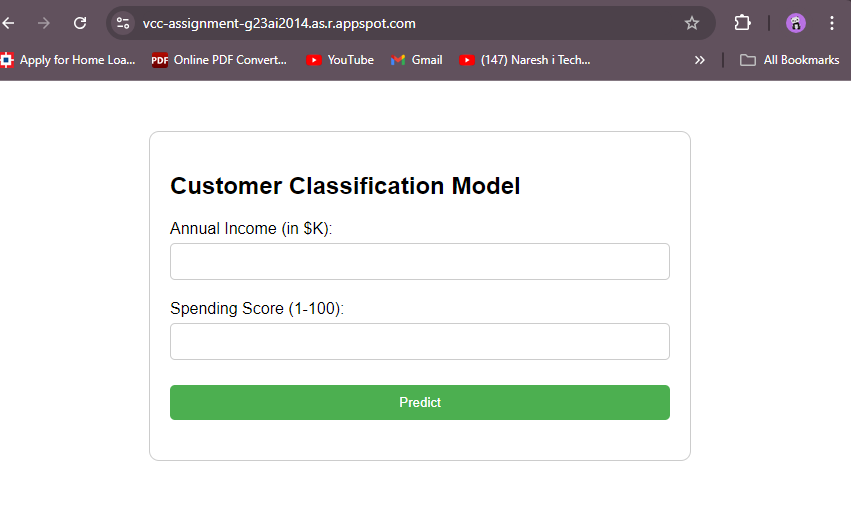 vcc-assignment-g23ai2014.as.r.appspot.com
Apply for Home Loa... PDF Online PDF Convert... YouTube Gmail (147) Naresh i Tech... » All Bookmarks
Customer Classification Model
Annual Income (in $K):
Spending Score (1-100):
Predict